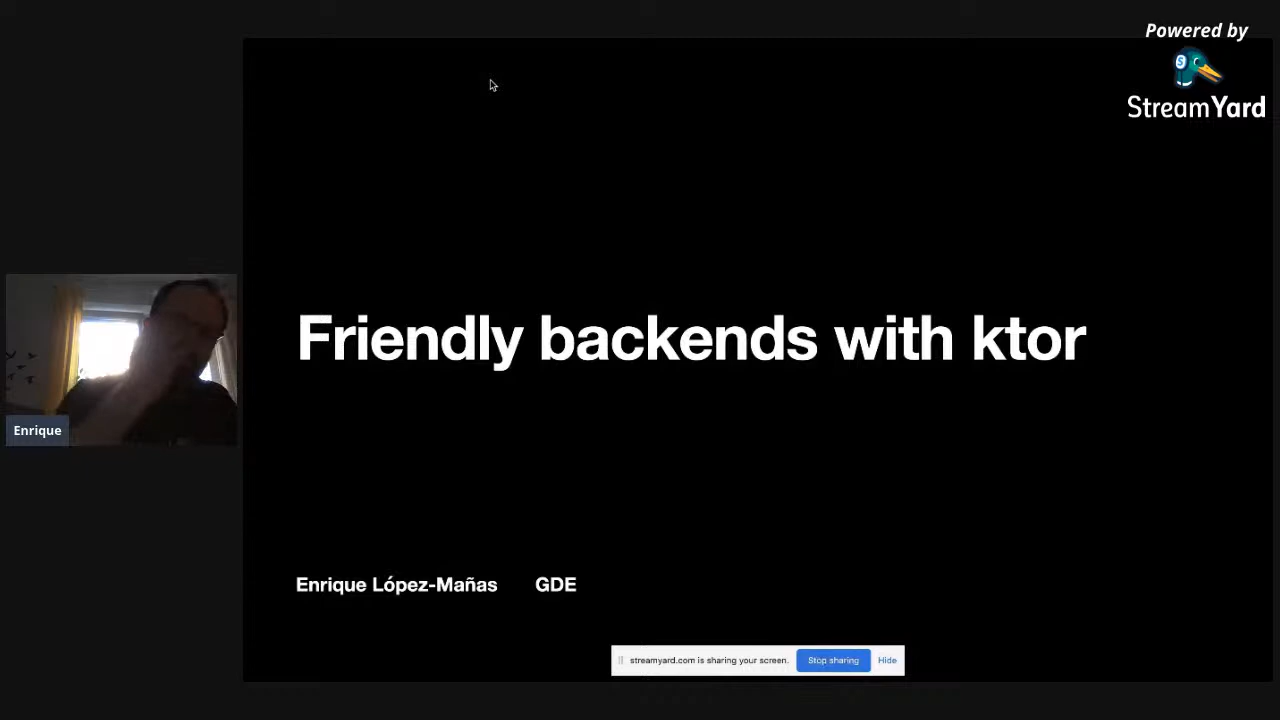 Powered by
StreamYard
Friendly backends with ktor
Enrique
Enrique López-Mañas GDE
streamyard.com is sharing your screen. Stop sharing Hide